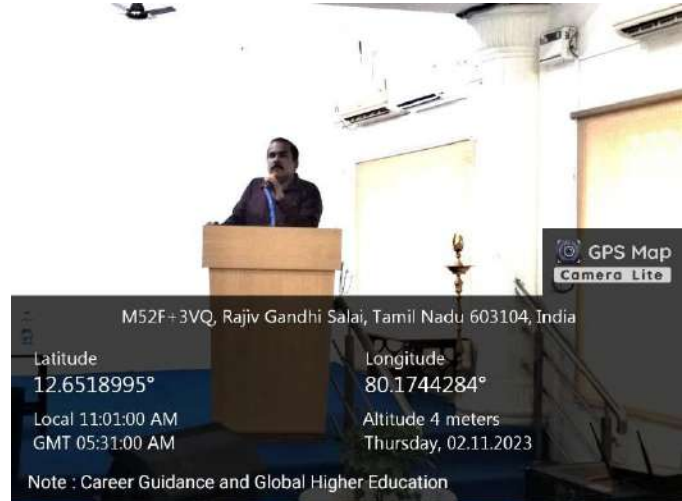 GPS Map
Camera Lite
M52F+3VQ, Rajiv Gandhi Salai, Tamil Nadu 603104, India
Latitude
12.6518995°
Longitude
80.1744284°
Local 11:01:00 AM
GMT 05:31:00 AM
Altitude 4 meters
Thursday, 02.11.2023
Note : Career Guidance and Global Higher Education